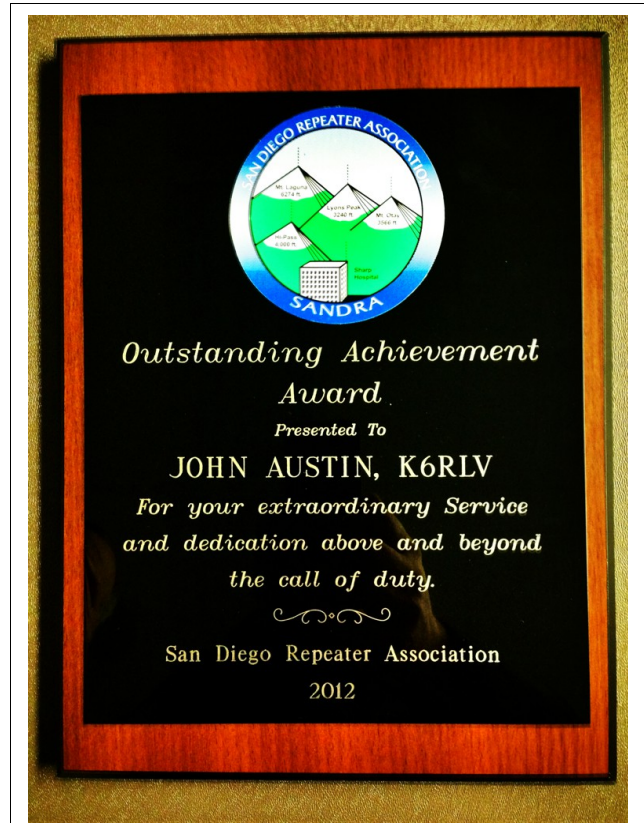 SAN DIEGO REPEATER ASSOCIATION
Mt. Laguna
6274 ft.
Lyons Peak
3240 ft.
Mt. Otay
3566 ft.
Hi-Pass
4,000 ft.
Sharp
Hospital
SANDRA
Outstanding Achievement
Award
Presented To
JOHN AUSTIN, K6RLV
For your extraordinary Service
and dedication above and beyond
the call of duty.
San Diego Repeater Association
2012